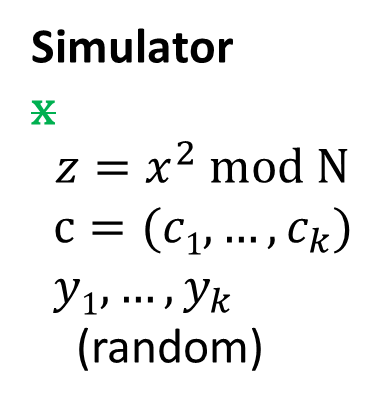 Simulator
x
z = x² mod N
c = (c₁, …, cₖ)
y₁, …, yₖ
(random)